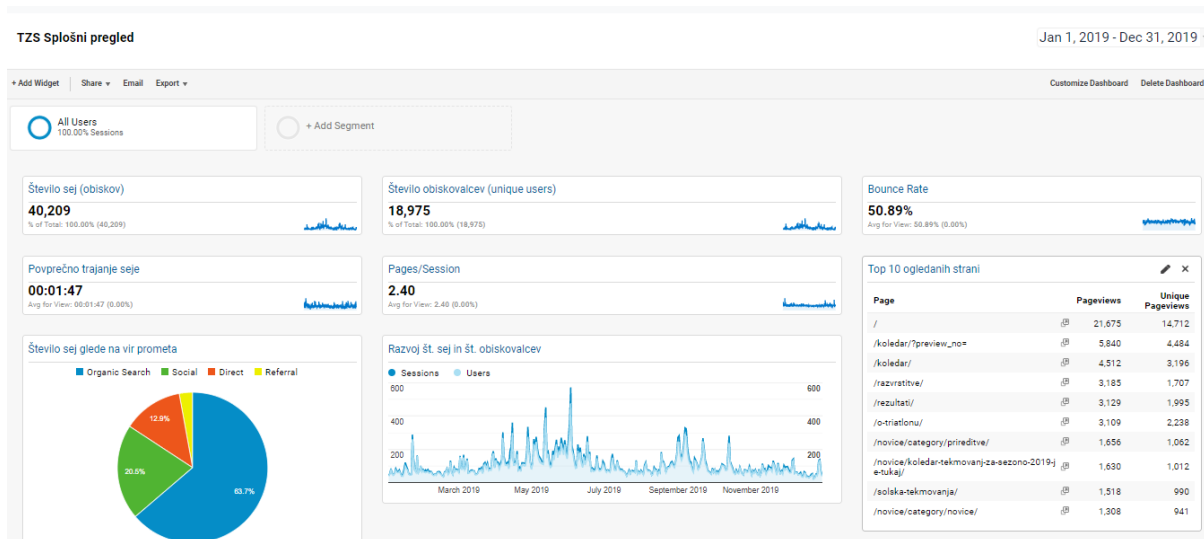 TZS Splošni pregled
Jan 1, 2019 - Dec 31, 2019
+ Add Widget Share Email Export
Customize Dashboard Delete Dashboard
All Users
100.00% Sessions
+ Add Segment
Število sej (obiskov)
40,209
% of Total: 100.00% (40,209)
Število obiskovalcev (unique users)
18,975
% of Total: 100.00% (18,975)
Bounce Rate
50.89%
Avg for View: 50.89% (0.00%)
Povprečno trajanje seje
00:01:47
Avg for View: 00:01:47 (0.00%)
Pages/Session
2.40
Avg for View: 2.40 (0.00%)
Top 10 ogledanih strani
Page Pageviews Unique Pageviews
/ 21,675 14,712
/koledar/?preview_no= 5,840 4,484
/koledar/ 4,512 3,196
/razvrstitve/ 3,185 1,707
/rezultati/ 3,129 1,995
/o-triatlonu/ 3,109 2,238
/novice/category/prireditve/ 1,656 1,062
/novice/koledar-tekmovanj-za-sezono-2019-j
e-tukaj/ 1,630 1,012
/solska-tekmovanja/ 1,518 990
/novice/category/novice/ 1,308 941
Število sej glede na vir prometa
Organic Search Social Direct Referral
12.9%
20.5%
63.7%
Razvoj št. sej in št. obiskovalcev
Sessions Users
600 600
400 400
200 200
March 2019 May 2019 July 2019 September 2019 November 2019